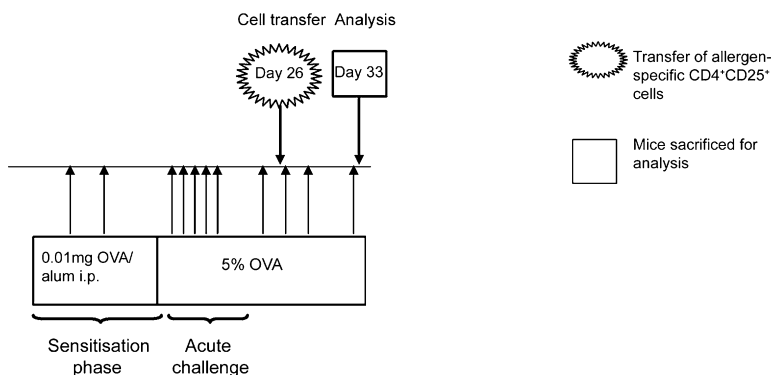 Cell transfer
Analysis
Day 26
Day 33
Transfer of allergen-
specific CD4⁺CD25⁺
cells
Mice sacrificed for
analysis
0.01mg OVA/
alum i.p.
5% OVA
Sensitisation
phase
Acute
challenge